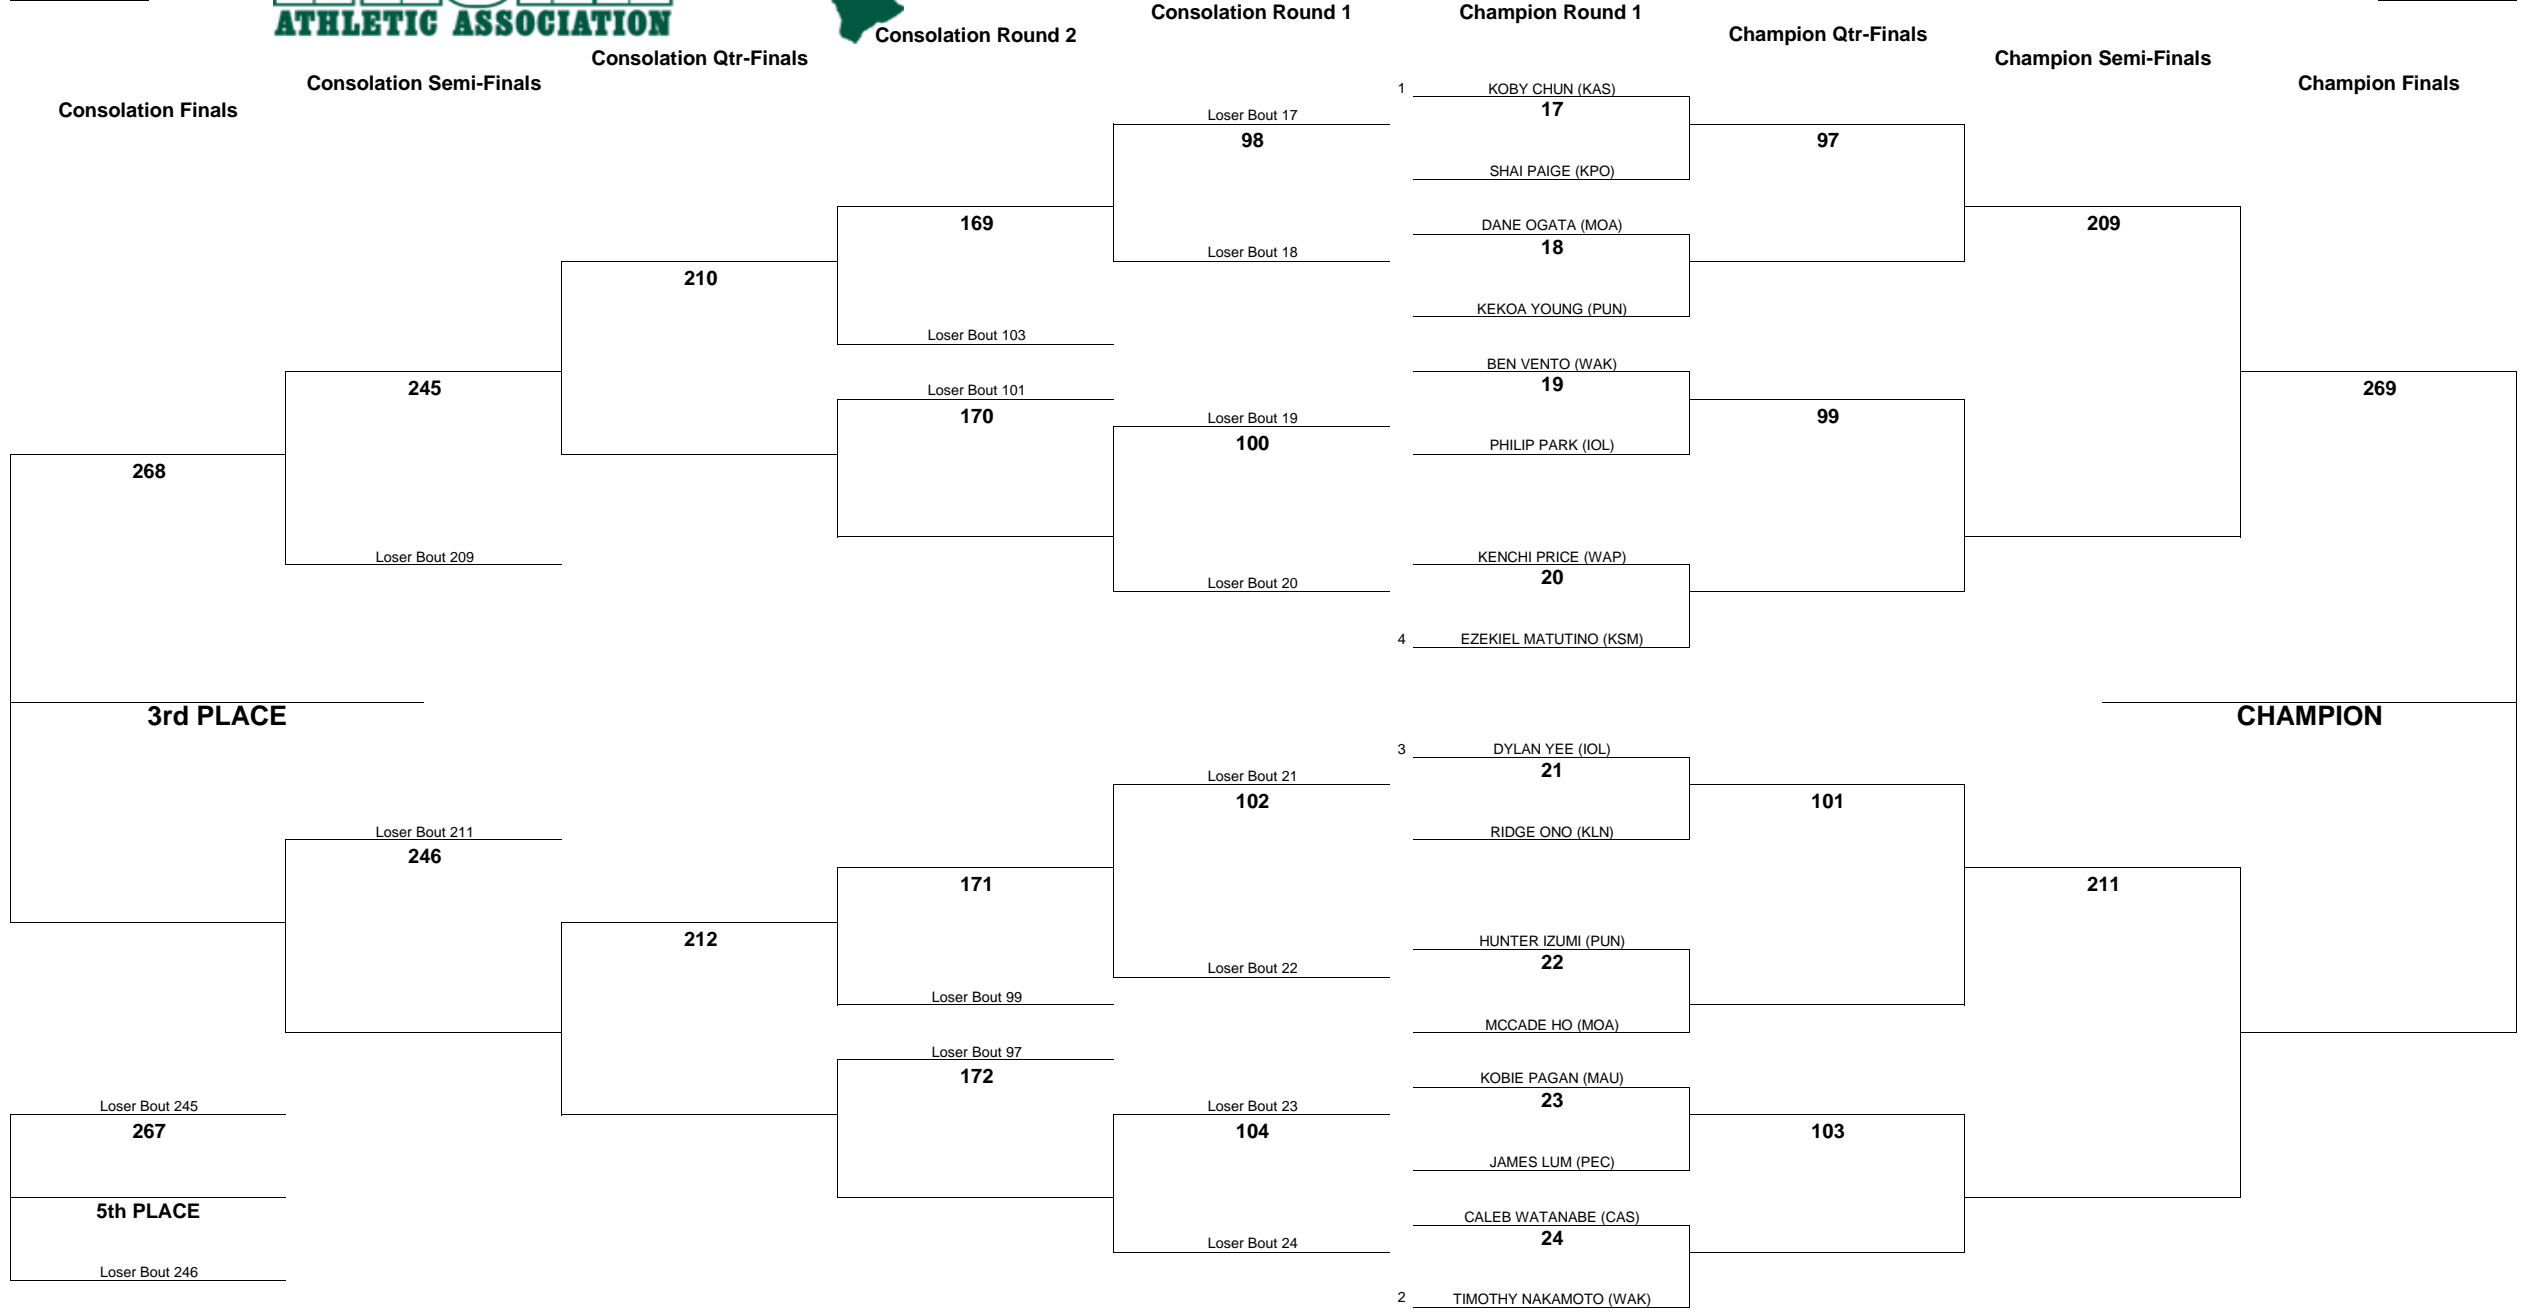 ATHLETIC ASSOCIATION
Consolation Round 1
Champion Round 1
Consolation Round 2
Champion Qtr-Finals
Consolation Qtr-Finals
Champion Semi-Finals
Consolation Semi-Finals
Champion Finals
Consolation Finals
1 KOBY CHUN (KAS)
17
Loser Bout 17
98
97
SHAI PAIGE (KPO)
169
DANE OGATA (MOA)
209
18
Loser Bout 18
210
KEKOA YOUNG (PUN)
Loser Bout 103
BEN VENTO (WAK)
19
245
Loser Bout 101
269
170
Loser Bout 19
99
100
PHILIP PARK (IOL)
268
Loser Bout 209
KENCHI PRICE (WAP)
20
Loser Bout 20
4 EZEKIEL MATUTINO (KSM)
3rd PLACE
CHAMPION
3 DYLAN YEE (IOL)
21
Loser Bout 21
102
101
Loser Bout 211
RIDGE ONO (KLN)
246
171
211
212
HUNTER IZUMI (PUN)
22
Loser Bout 22
Loser Bout 99
MCCADE HO (MOA)
Loser Bout 97
172
KOBIE PAGAN (MAU)
23
Loser Bout 245
Loser Bout 23
267
104
103
JAMES LUM (PEC)
5th PLACE
CALEB WATANABE (CAS)
24
Loser Bout 24
Loser Bout 246
2 TIMOTHY NAKAMOTO (WAK)